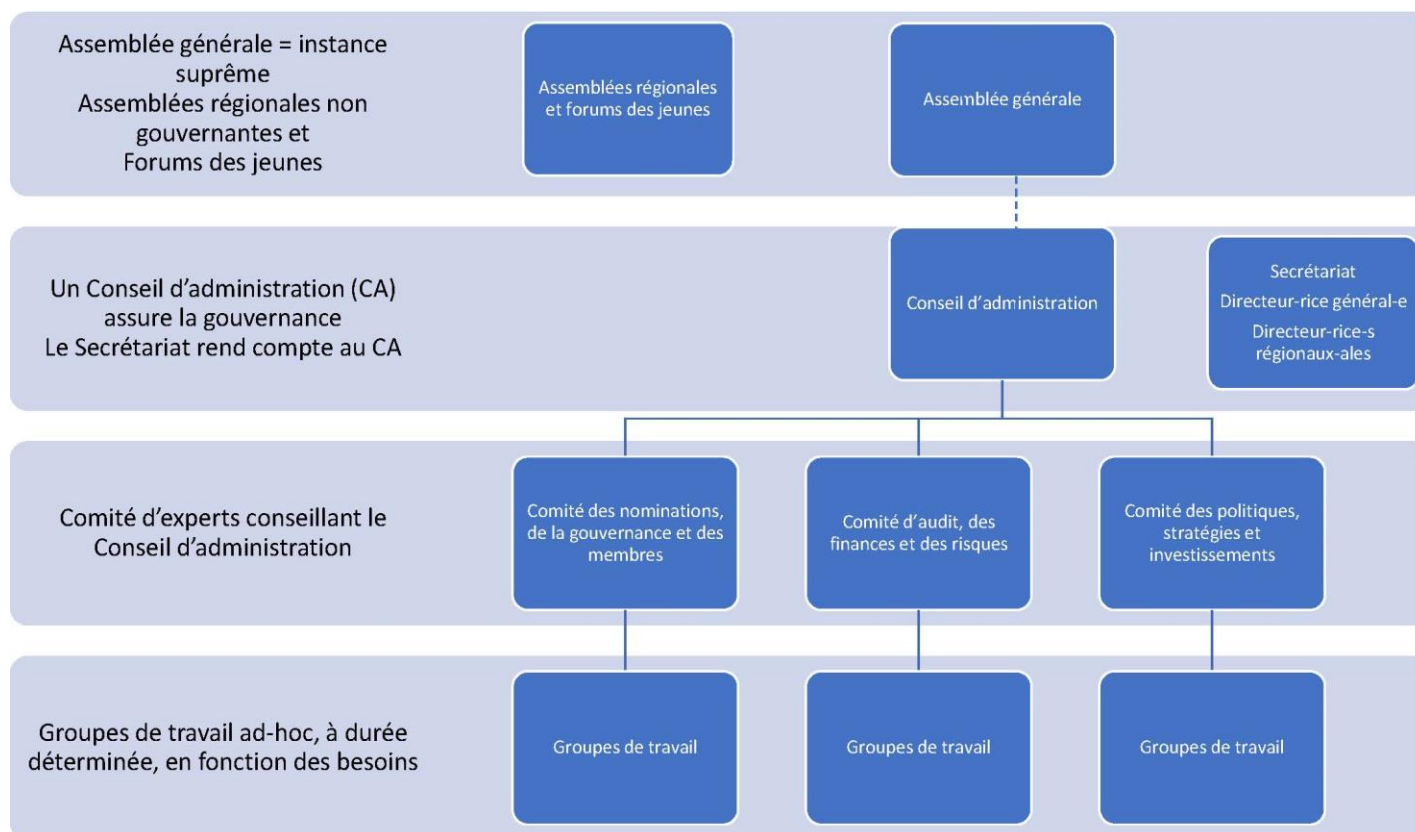 Assemblée générale = instance
suprême
Assemblées régionales non
gouvernantes et
Forums des jeunes
Assemblées régionales
et forums des jeunes
Assemblée générale
Un Conseil d’administration (CA)
assure la gouvernance
Le Secrétariat rend compte au CA
Conseil d’administration
Secrétariat
Directeur-rice général-e
Directeur-rice-s
régionaux-ales
Comité d’experts conseillant le
Conseil d’administration
Comité des nominations,
de la gouvernance et des
membres
Comité d’audit, des
finances et des risques
Comité des politiques,
stratégies et
investissements
Groupes de travail ad-hoc, à durée
déterminée, en fonction des besoins
Groupes de travail
Groupes de travail
Groupes de travail